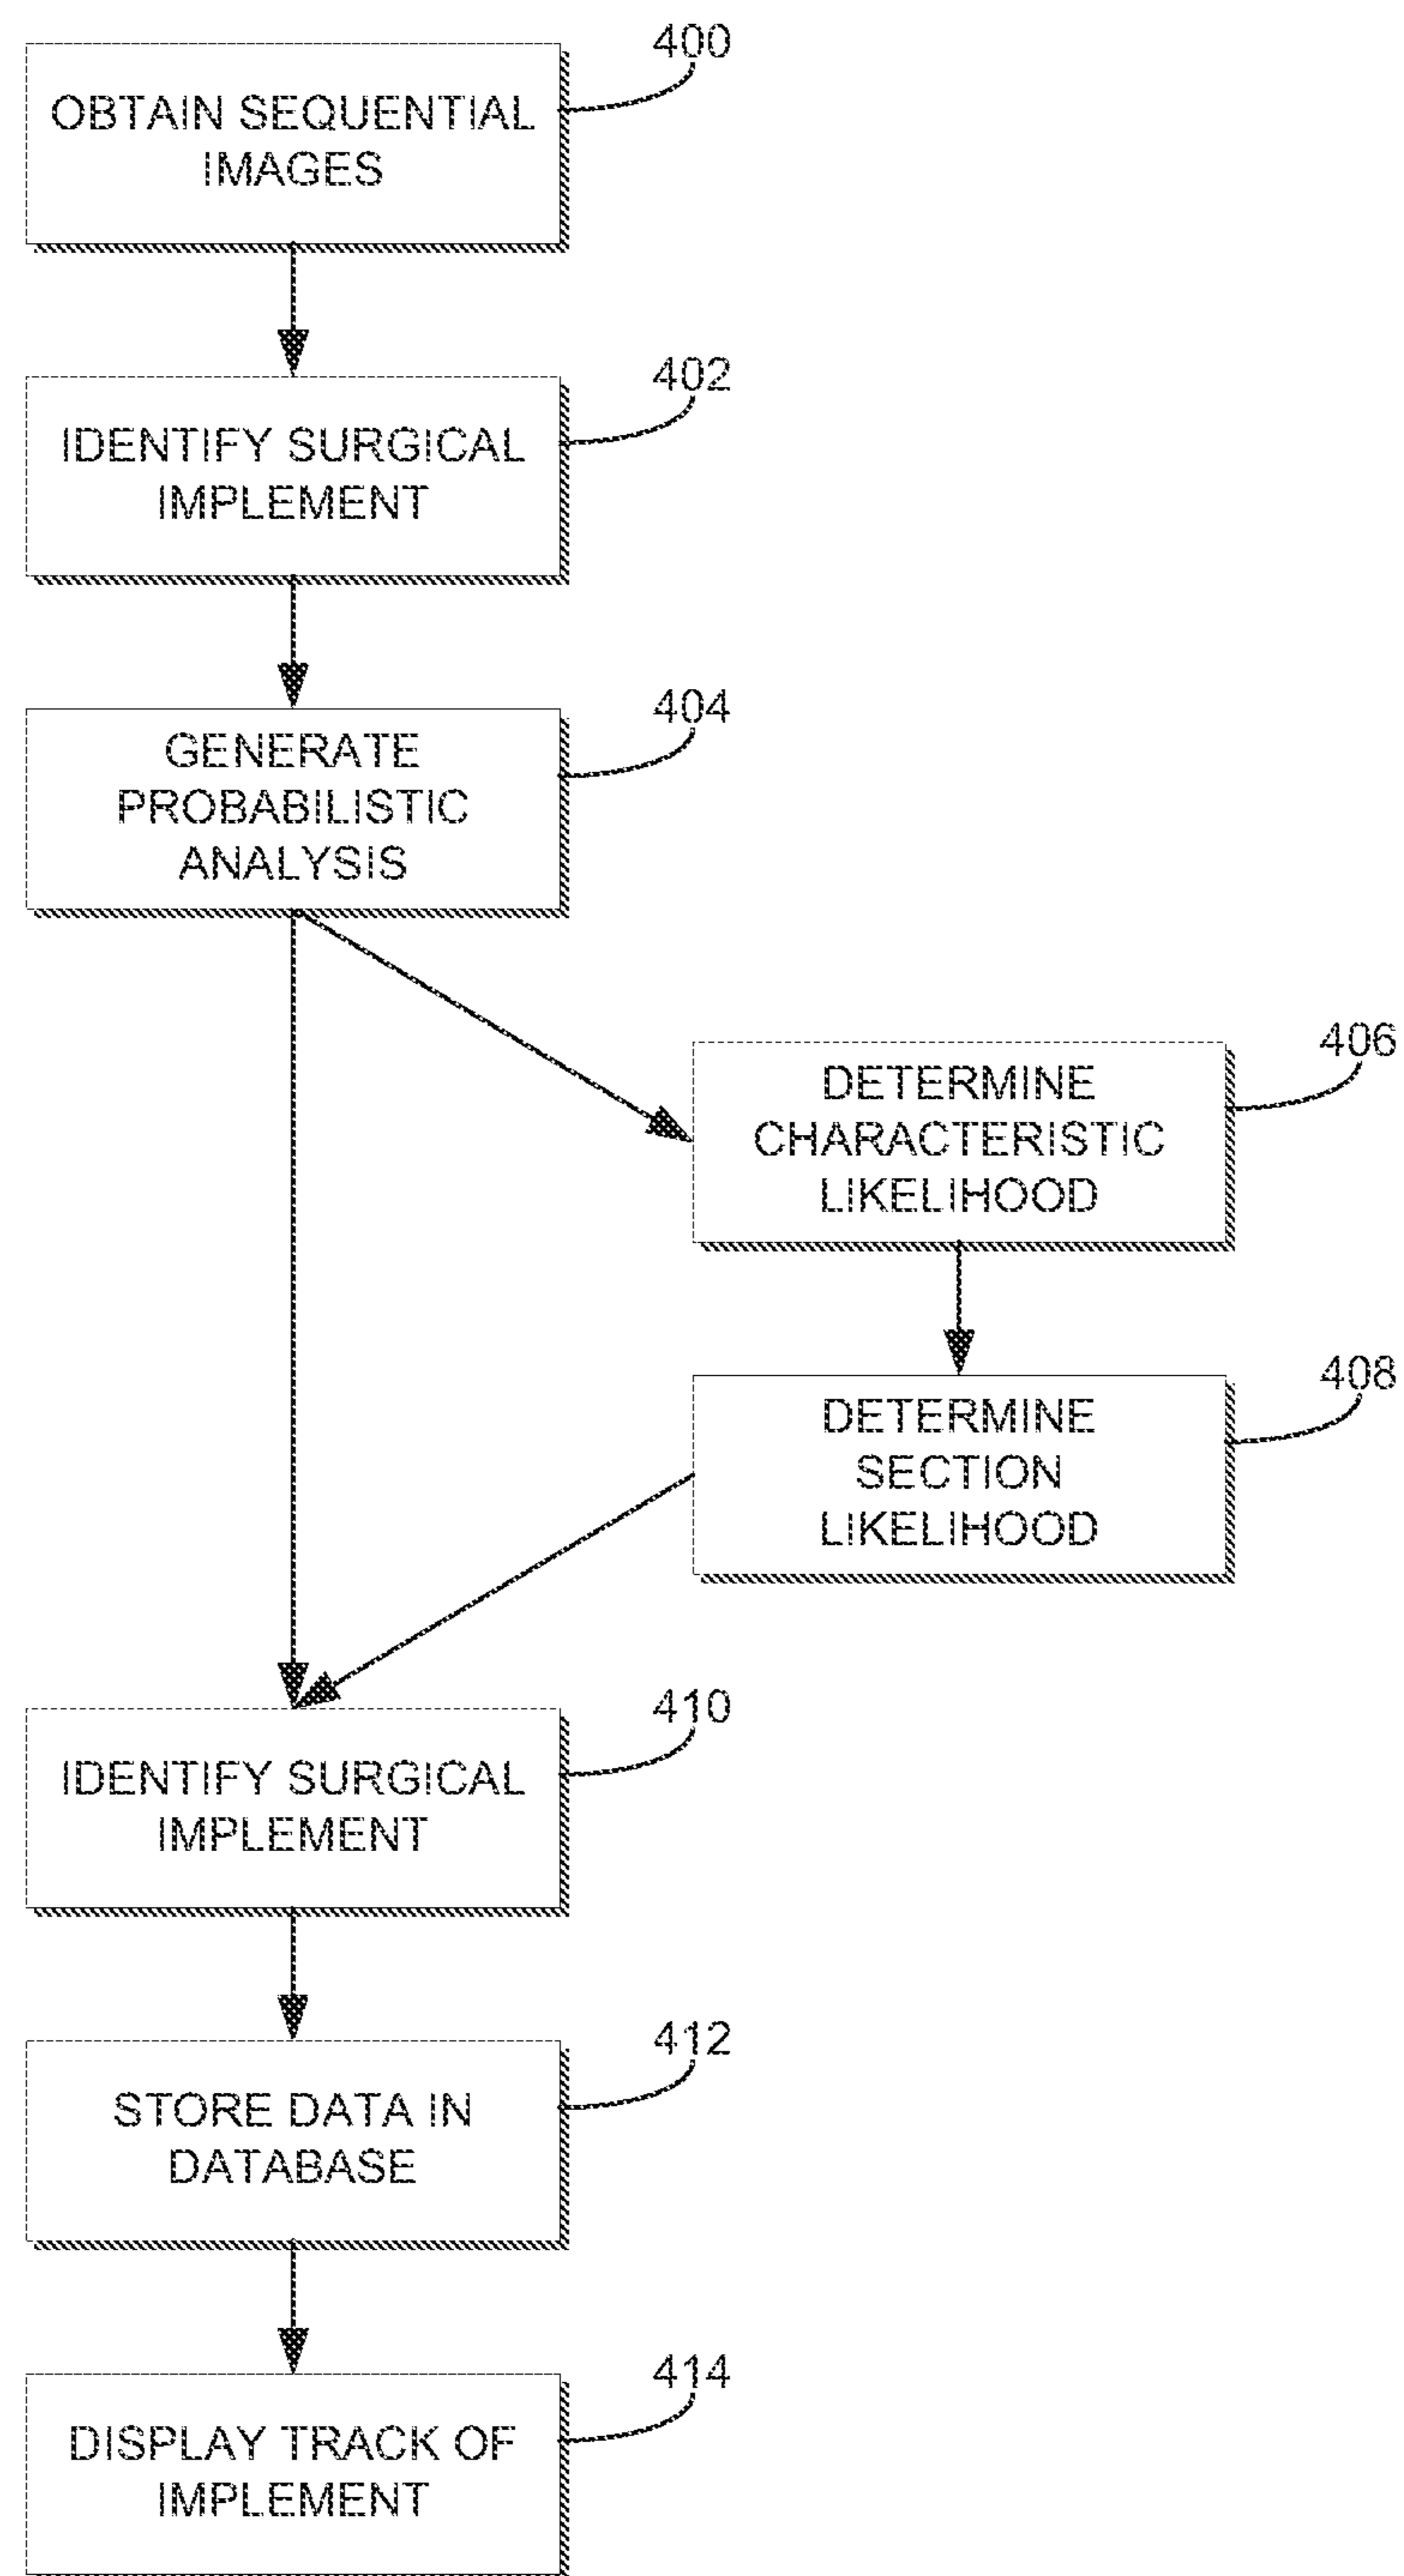 400
OBTAIN SEQUENTIAL
IMAGES
402
IDENTIFY SURGICAL
IMPLEMENT
404
GENERATE
PROBABILISTIC
ANALYSIS
406
DETERMINE
CHARACTERISTIC
LIKELIHOOD
408
DETERMINE
SECTION
LIKELIHOOD
410
IDENTIFY SURGICAL
IMPLEMENT
412
STORE DATA IN
DATABASE
414
DISPLAY TRACK OF
IMPLEMENT